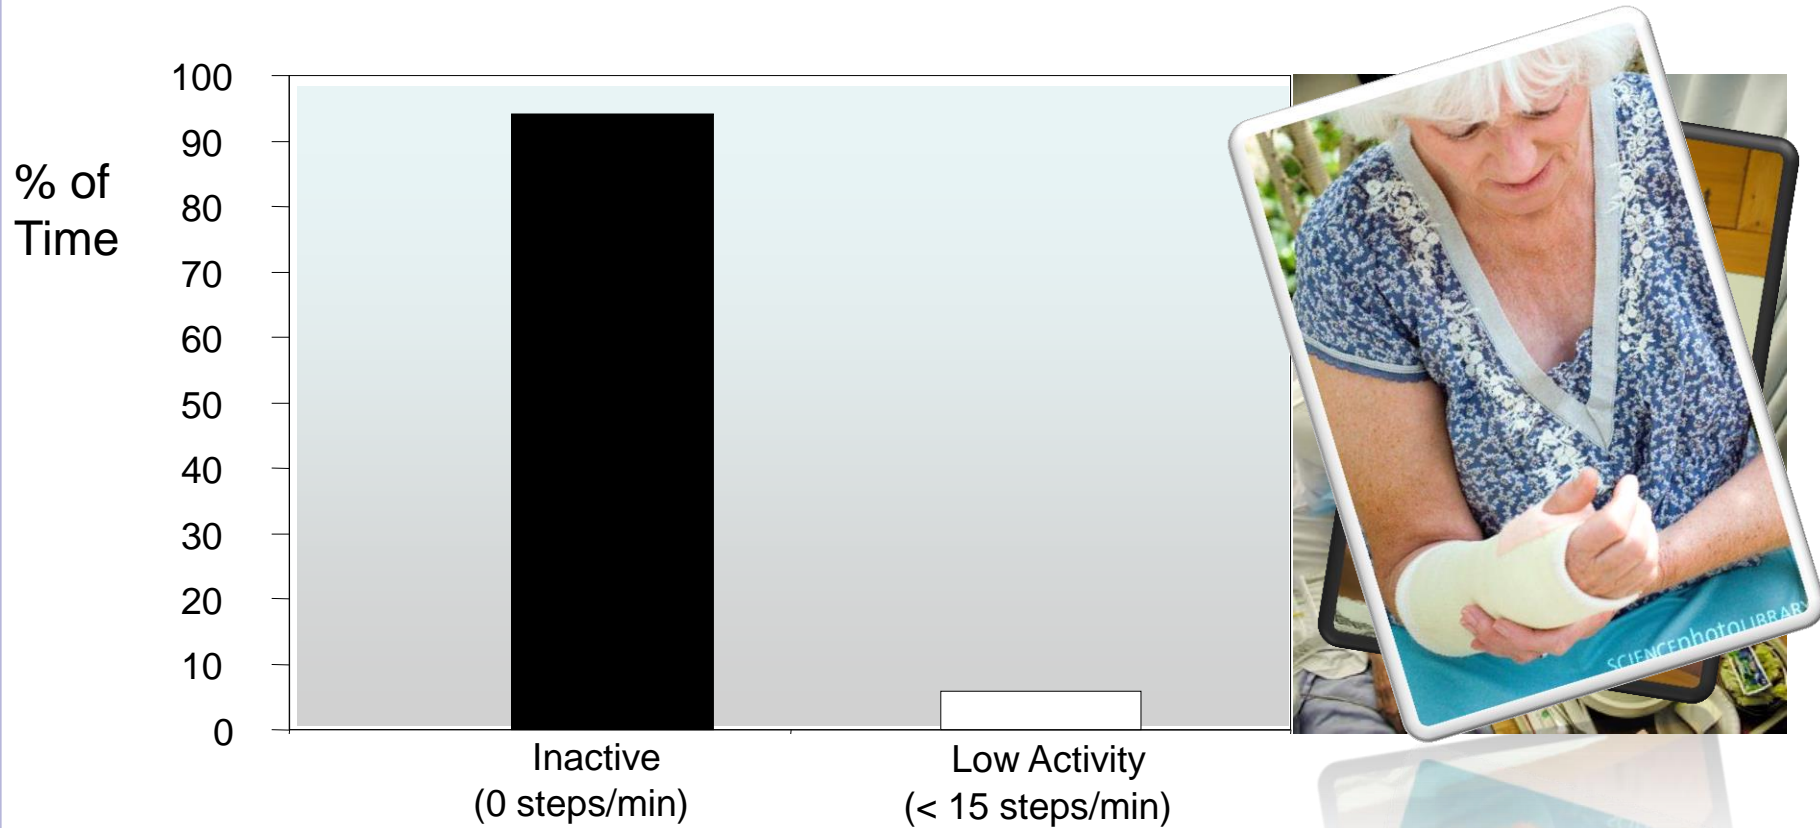 % of
Time
100
90
80
70
60
50
40
30
20
10
0
Inactive
(0 steps/min)
Low Activity
(< 15 steps/min)
SCIENCEphotoLIBRARY